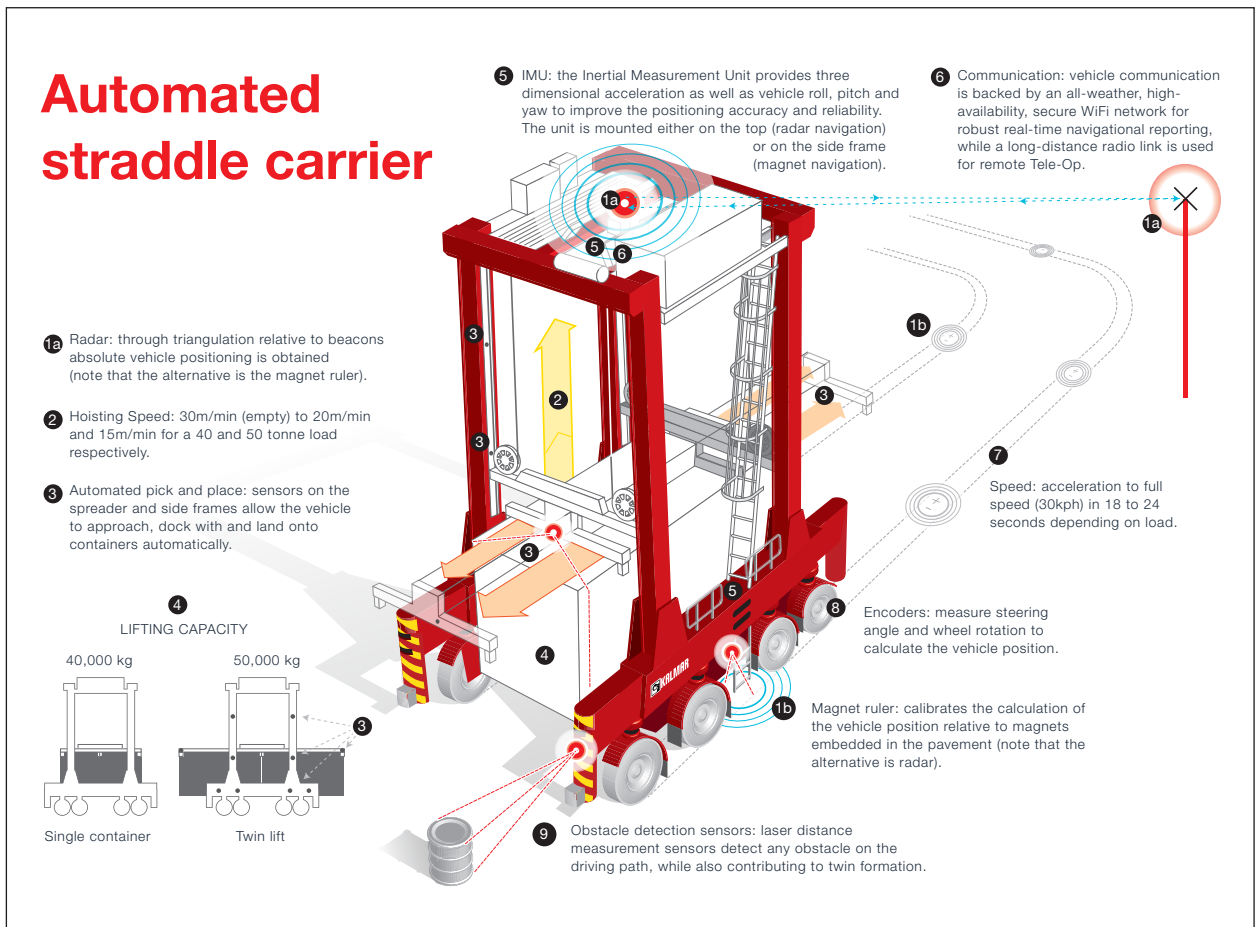 Automated
straddle carrier
5 IMU: the Inertial Measurement Unit provides three
dimensional acceleration as well as vehicle roll, pitch and
yaw to improve the positioning accuracy and reliability.
The unit is mounted either on the top (radar navigation)
or on the side frame
(magnet navigation).
6 Communication: vehicle communication
is backed by an all-weather, high-
availability, secure WiFi network for
robust real-time navigational reporting,
while a long-distance radio link is used
for remote Tele-Op.
1a
1a
5
6
1a Radar: through triangulation relative to beacons
absolute vehicle positioning is obtained
(note that the alternative is the magnet ruler).
2 Hoisting Speed: 30m/min (empty) to 20m/min
and 15m/min for a 40 and 50 tonne load
respectively.
3 Automated pick and place: sensors on the
spreader and side frames allow the vehicle
to approach, dock with and land onto
containers automatically.
3
1b
2
3
3
3
7
Speed: acceleration to full
speed (30kph) in 18 to 24
seconds depending on load.
5
8
Encoders: measure steering
angle and wheel rotation to
calculate the vehicle position.
4
KALMAR
1b
Magnet ruler: calibrates the calculation of
the vehicle position relative to magnets
embedded in the pavement (note that the
alternative is radar).
4
LIFTING CAPACITY
40,000 kg
50,000 kg
3
Single container
Twin lift
9 Obstacle detection sensors: laser distance
measurement sensors detect any obstacle on the
driving path, while also contributing to twin formation.